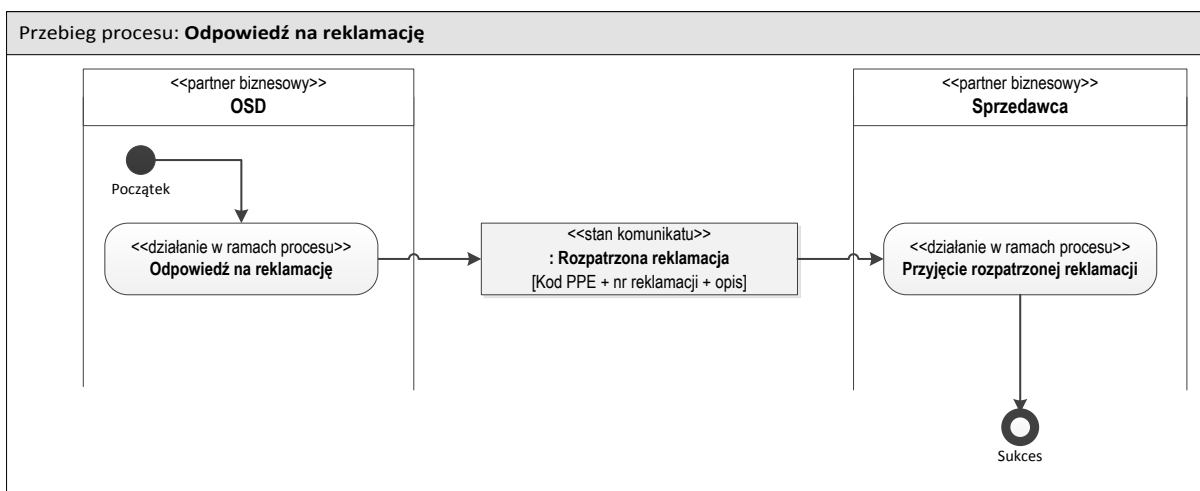 Przebieg procesu: Odpowiedź na reklamację
<<partner biznesowy>>
OSD
<<partner biznesowy>>
Sprzedawca
Początek
<<działanie w ramach procesu>>
Odpowiedź na reklamację
<<stan komunikatu>>
: Rozpatrzona reklamacja
[Kod PPE + nr reklamacji + opis]
<<działanie w ramach procesu>>
Przyjęcie rozpatrzonej reklamacji
Sukces